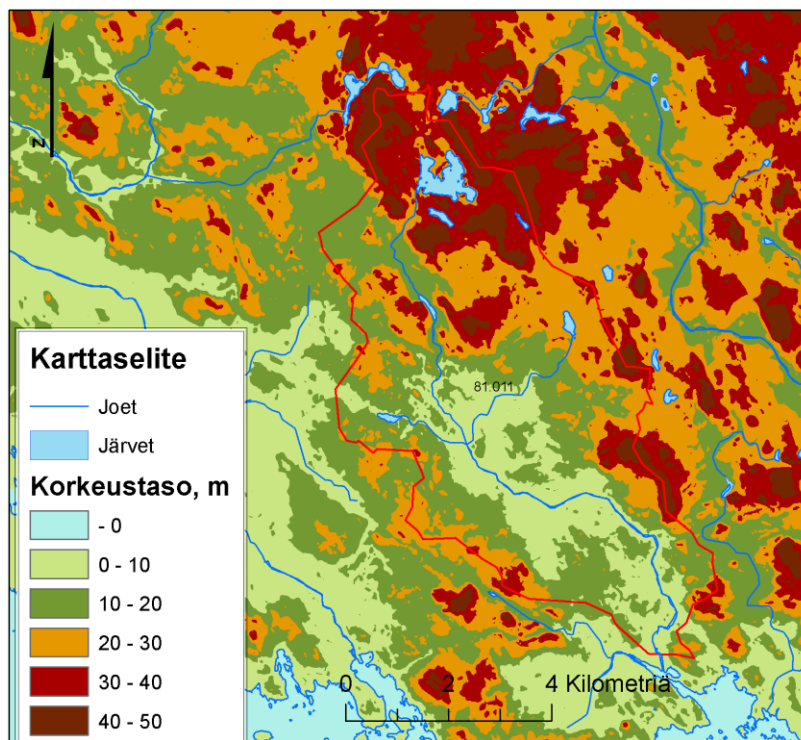 Z
81.011
Karttaselite
Joet
Järvet
Korkeustaso, m
- 0
0 - 10
10 - 20
20 - 30
30 - 40
40 - 50
0 2 4 Kilometriä